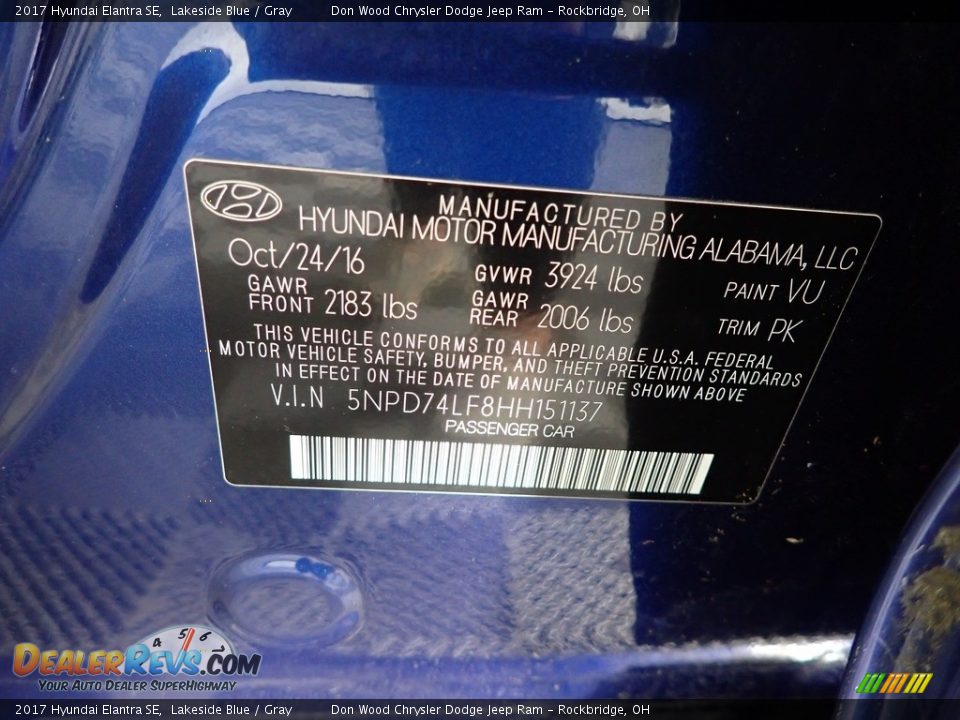 2017 Hyundai Elantra SE, Lakeside Blue / Gray Don Wood Chrysler Dodge Jeep Ram - Rockbridge, OH
MANUFACTURED BY
HYUNDAI MOTOR MANUFACTURING ALABAMA, LLC
Oct/24/16 GVWR 3924 lbs PAINT VU
GAWR FRONT 2183 lbs GAWR REAR 2006 lbs TRIM PK
THIS VEHICLE CONFORMS TO ALL APPLICABLE U.S.A. FEDERAL
MOTOR VEHICLE SAFETY, BUMPER, AND THEFT PREVENTION STANDARDS
IN EFFECT ON THE DATE OF MANUFACTURE SHOWN ABOVE
V.I.N 5NPD74LF8HH151137
PASSENGER CAR
4 5 6
DEALERREVS.COM
YOUR AUTO DEALER SUPERHIGHWAY
2017 Hyundai Elantra SE, Lakeside Blue / Gray Don Wood Chrysler Dodge Jeep Ram - Rockbridge, OH